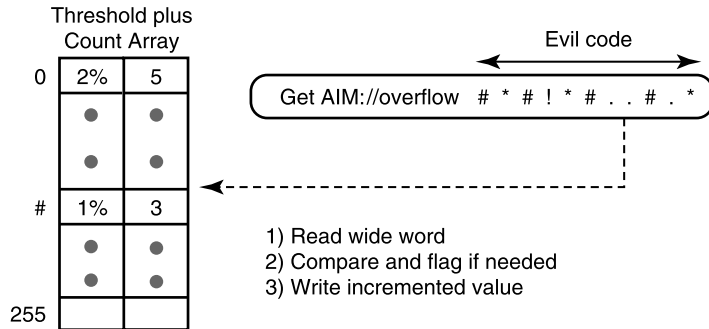 Threshold plus
Count Array
Evil code
0 2% 5
Get AIM://overflow # * # ! * # . . # . *
# 1% 3
1) Read wide word
2) Compare and flag if needed
3) Write incremented value
255